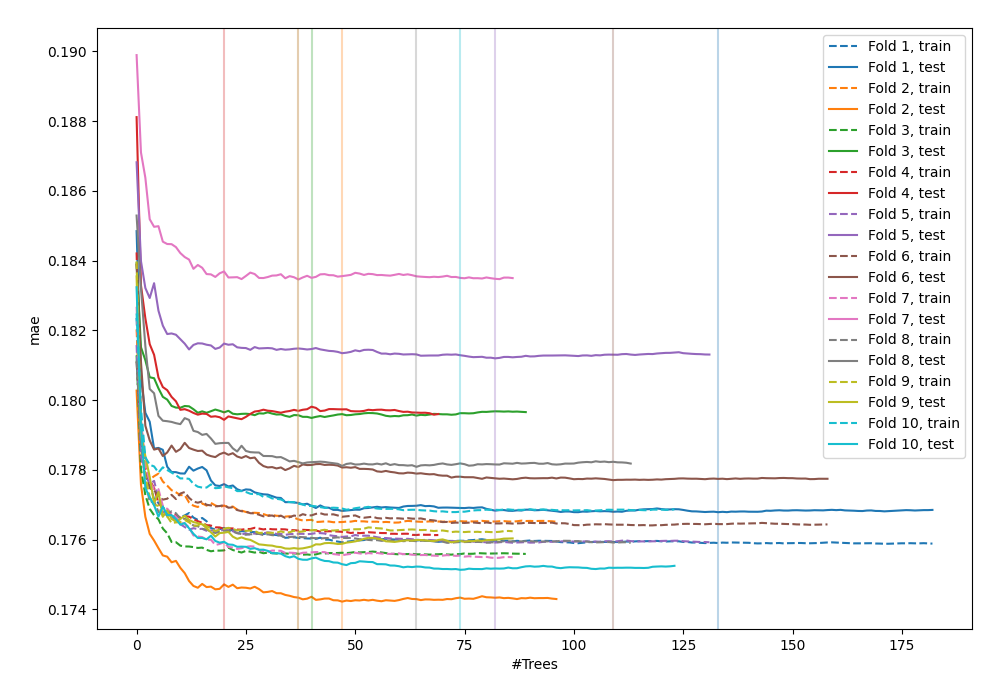 0.190
0.188
0.186
0.184
0.182
0.180
0.178
0.176
0.174
mae
0
25
50
75
100
125
150
175
#Trees
Fold 1, train
Fold 1, test
Fold 2, train
Fold 2, test
Fold 3, train
Fold 3, test
Fold 4, train
Fold 4, test
Fold 5, train
Fold 5, test
Fold 6, train
Fold 6, test
Fold 7, train
Fold 7, test
Fold 8, train
Fold 8, test
Fold 9, train
Fold 9, test
Fold 10, train
Fold 10, test